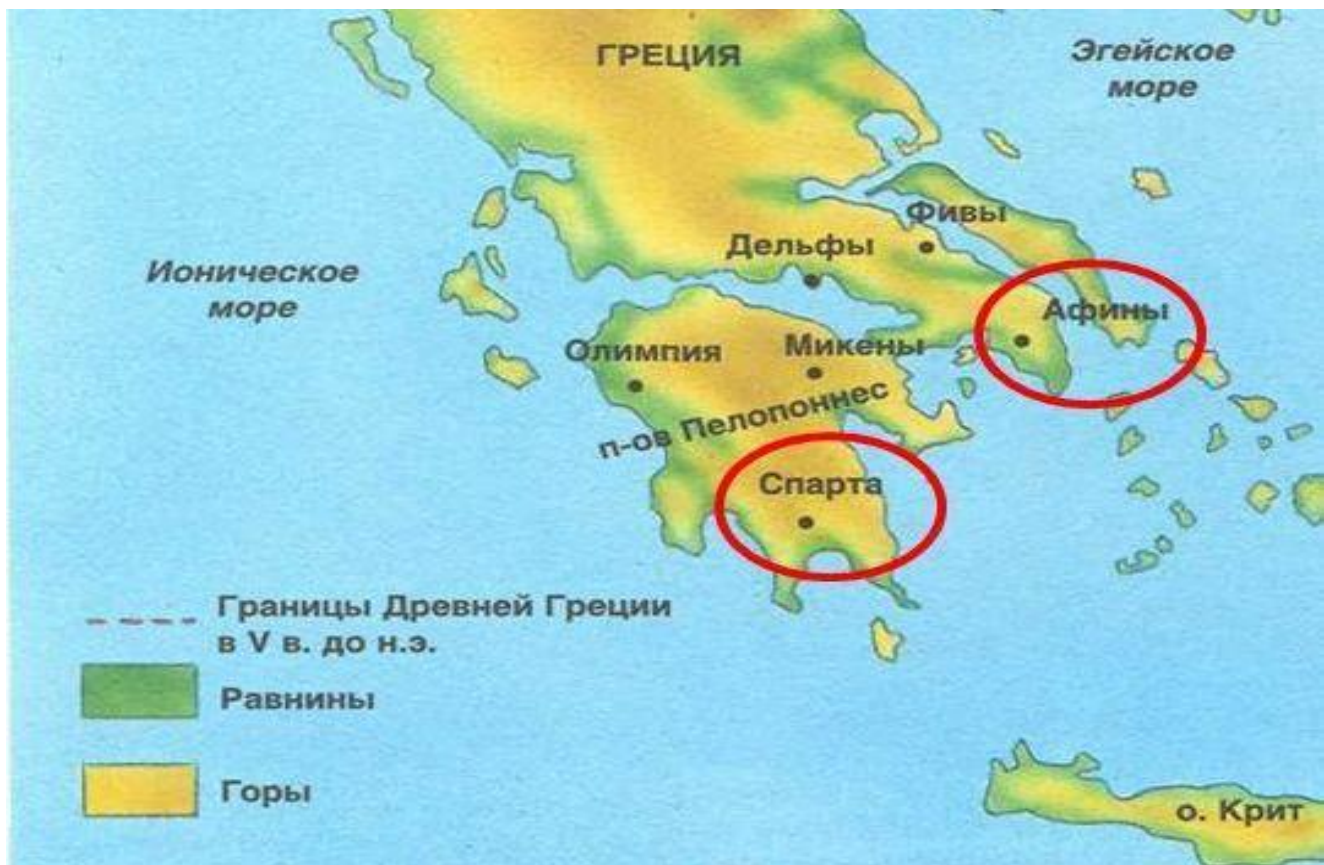 ГРЕЦИЯ
Эгейское
море
Фивы
Дельфы
Ионическое
море
Афины
Олимпия
Микены
п-ов Пелопоннес
Спарта
Границы Древней Греции
в V в. до н.э.
Равнины
Горы
о. Крит